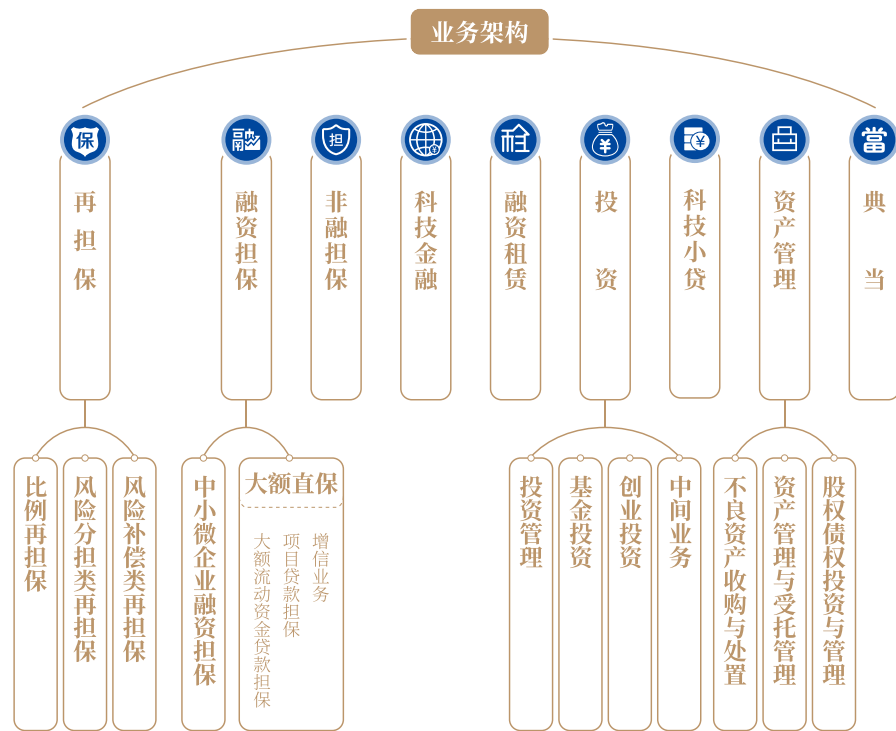 业务架构
保
融
担
¥
¥
¥
當
再担保
融资担保
非融担保
科技金融
融资租赁
投资
科技小贷
资产管理
典当
比例再担保
风险分担类再担保
风险补偿类再担保
中小微企业融资担保
大额直保
增信业务
项目贷款担保
大额流动资金贷款担保
投资管理
基金投资
创业投资
中间业务
不良资产收购与处置
资产管理与受托管理
股权债权投资与管理